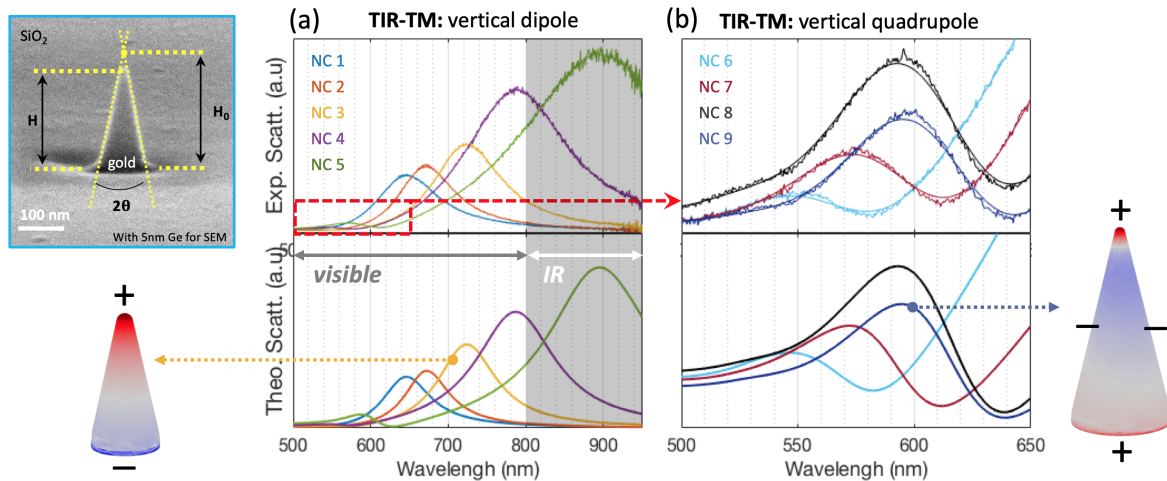 SiO2
H
H0
gold
2θ
100 nm
With 5nm Ge for SEM
(a)
TIR-TM: vertical dipole
Exp. Scatt. (a.u
NC 1
NC 2
NC 3
NC 4
NC 5
visible
IR
Theo. Scatt. (a.u)
500
600
700
800
900
Wavelengh (nm)
(b)
TIR-TM: vertical quadrupole
NC 6
NC 7
NC 8
NC 9
500
550
600
650
Wavelengh (nm)
+
−
+
− −
+